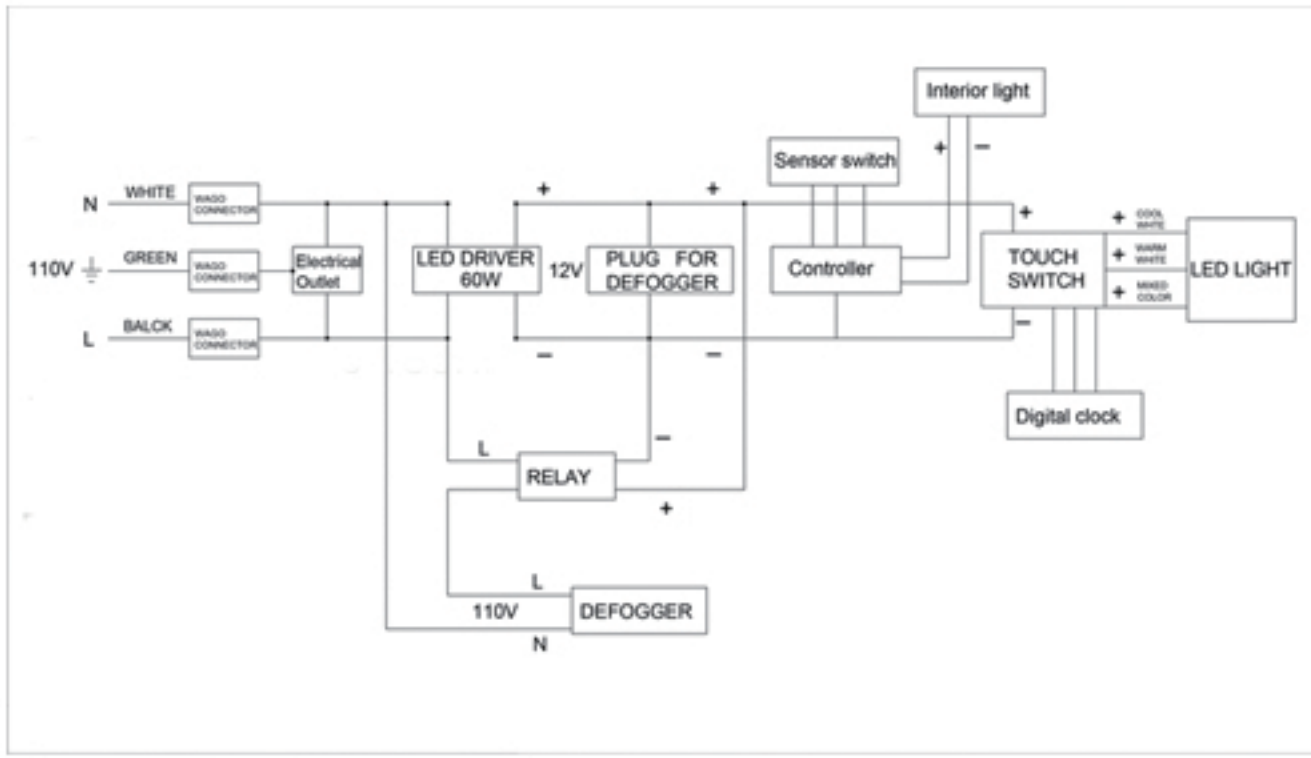 Interior light
+
−
Sensor switch
N
WHITE
WAGO
CONNECTOR
+
+
+
110V
GREEN
WAGO
CONNECTOR
Electrical
Outlet
LED DRIVER
60W
12V
PLUG FOR
DEFOGGER
Controller
TOUCH
SWITCH
+
COOL
WHITE
+
WARM
WHITE
+
MIXED
COLOR
LED LIGHT
L
BALCK
WAGO
CONNECTOR
−
−
−
Digital clock
L
RELAY
−
+
L
110V
DEFOGGER
N